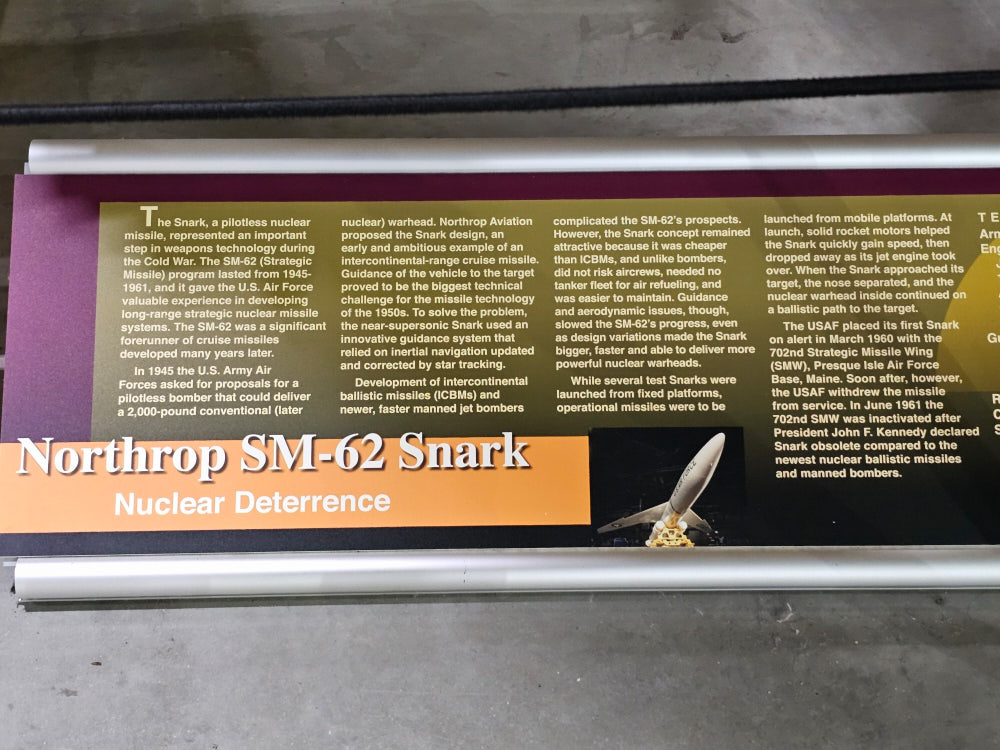 The Snark, a pilotless nuclear
missile, represented an important
step in weapons technology during
the Cold War. The SM-62 (Strategic
Missile) program lasted from 1945-
1961, and it gave the U.S. Air Force
valuable experience in developing
long-range strategic nuclear missile
systems. The SM-62 was a significant
forerunner of cruise missiles
developed many years later.
In 1945 the U.S. Army Air
Forces asked for proposals for a
pilotless bomber that could deliver
a 2,000-pound conventional (later
nuclear) warhead. Northrop Aviation
proposed the Snark design, an
early and ambitious example of an
intercontinental-range cruise missile.
Guidance of the vehicle to the target
proved to be the biggest technical
challenge for the missile technology
of the 1950s. To solve the problem,
the near-supersonic Snark used an
innovative guidance system that
relied on inertial navigation updated
and corrected by star tracking.
Development of intercontinental
ballistic missiles (ICBMs) and
newer, faster manned jet bombers
complicated the SM-62's prospects.
However, the Snark concept remained
attractive because it was cheaper
than ICBMs, and unlike bombers,
did not risk aircrews, needed no
tanker fleet for air refueling, and
was easier to maintain. Guidance
and aerodynamic issues, though,
slowed the SM-62's progress, even
as design variations made the Snark
bigger, faster and able to deliver more
powerful nuclear warheads.
While several test Snarks were
launched from fixed platforms,
operational missiles were to be
launched from mobile platforms. At
launch, solid rocket motors helped
the Snark quickly gain speed, then
dropped away as its jet engine took
over. When the Snark approached its
target, the nose separated, and the
nuclear warhead inside continued on
a ballistic path to the target.
The USAF placed its first Snark
on alert in March 1960 with the
702nd Strategic Missile Wing
(SMW), Presque Isle Air Force
Base, Maine. Soon after, however,
the USAF withdrew the missile
from service. In June 1961 the
702nd SMW was inactivated after
President John F. Kennedy declared
Snark obsolete compared to the
newest nuclear ballistic missiles
and manned bombers.
Northrop SM-62 Snark
Nuclear Deterrence